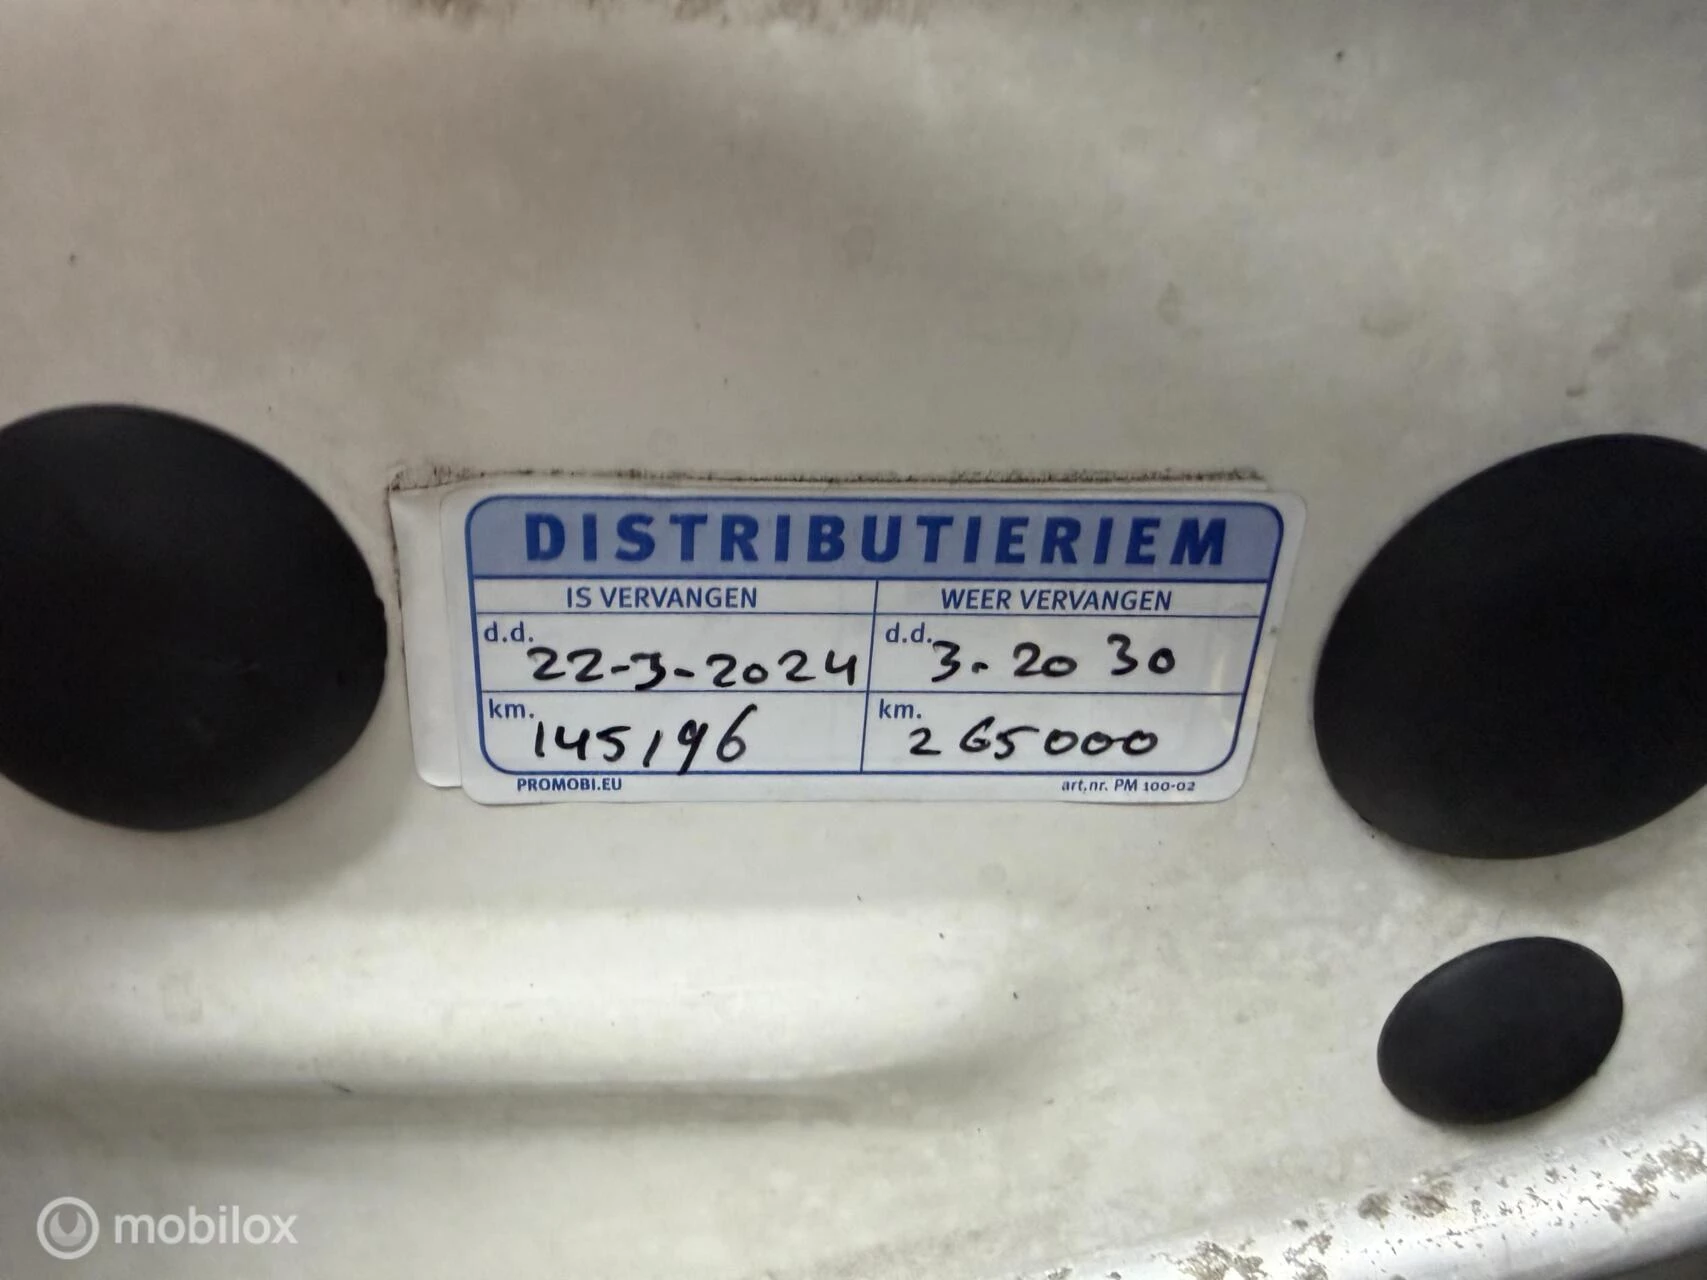 DISTRIBUTIERIEM
IS VERVANGEN WEER VERVANGEN
d.d. 22-3-2024 d.d. 3-2030
km. 145196 km. 265000
PROMOBI.EU art.nr. PM 100-02
mobilox